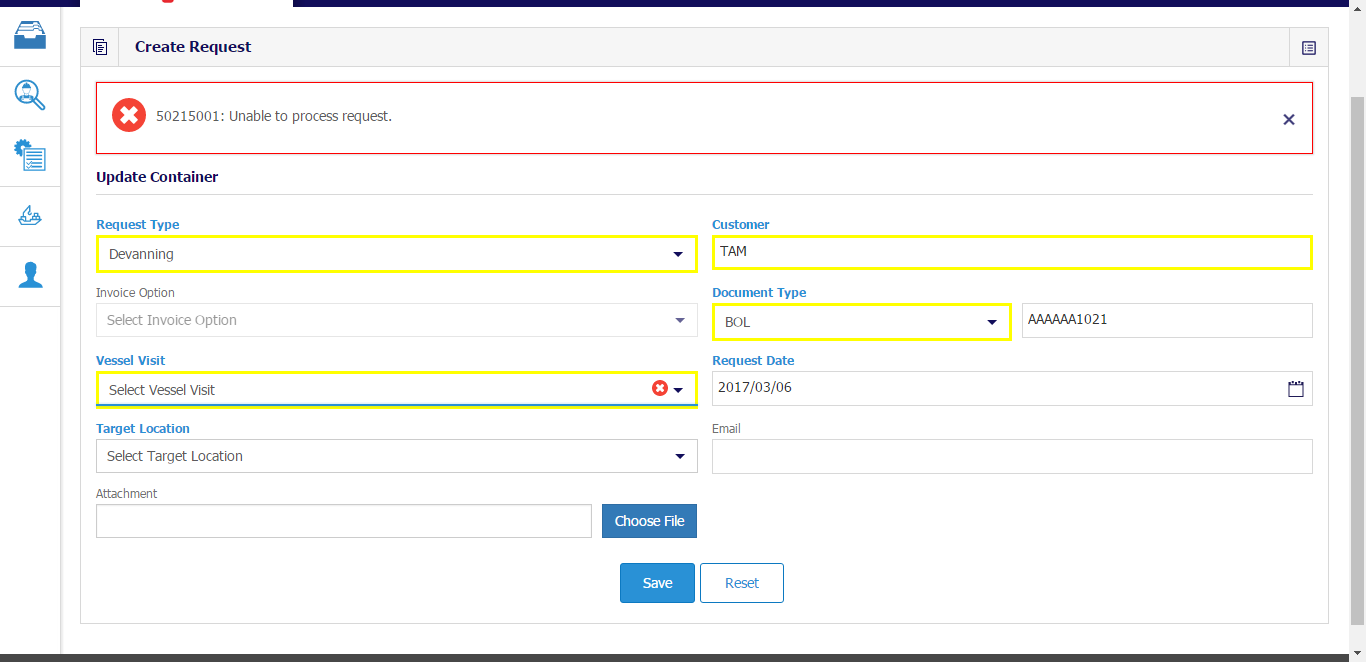 Create Request
50215001: Unable to process request.
Update Container
Request Type
Customer
Devanning
TAM
Invoice Option
Document Type
Select Invoice Option
BOL
AAAAAA1021
Vessel Visit
Request Date
Select Vessel Visit
2017/03/06
Target Location
Email
Select Target Location
Attachment
Choose File
Save
Reset